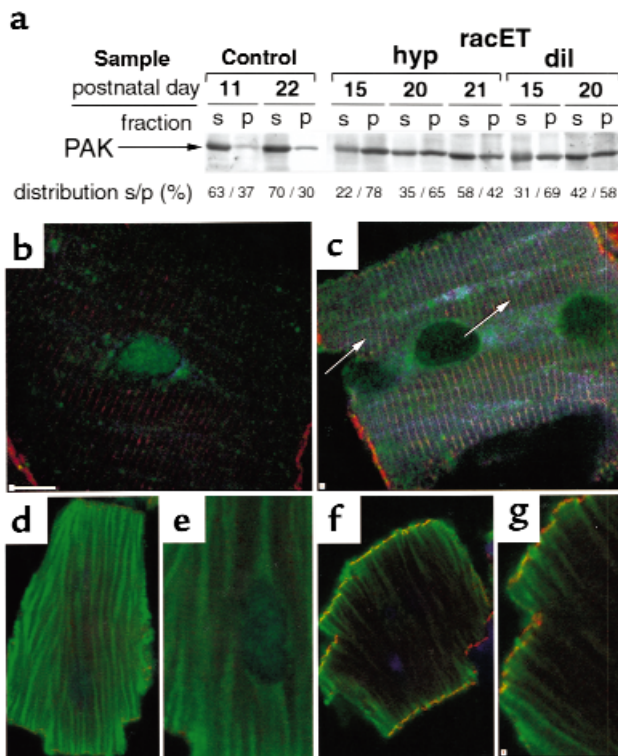 a
racET
Sample Control hyp dil
postnatal day 11 22 15 20 21 15 20
fraction s p s p s p s p s p s p s p
PAK
distribution s/p (%) 63 / 37 70 / 30 22 / 78 35 / 65 58 / 42 31 / 69 42 / 58
b c
d e f g